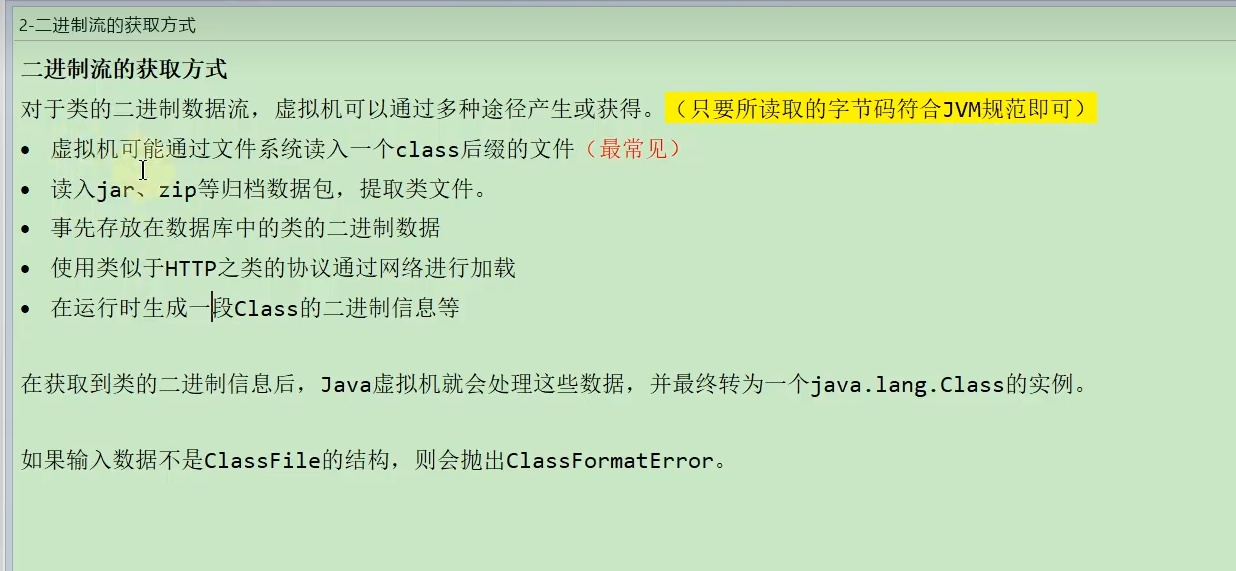 2-二进制流的获取方式
二进制流的获取方式
对于类的二进制数据流，虚拟机可以通过多种途径产生或获得。（只要所读取的字节码符合JVM规范即可）
• 虚拟机可能通过文件系统读入一个class后缀的文件（最常见）
• 读入jar、zip等归档数据包，提取类文件。
• 事先存放在数据库中的类的二进制数据
• 使用类似于HTTP之类的协议通过网络进行加载
• 在运行时生成一段Class的二进制信息等
在获取到类的二进制信息后，Java虚拟机就会处理这些数据，并最终转为一个java.lang.Class的实例。
如果输入数据不是ClassFile的结构，则会抛出ClassFormatError。